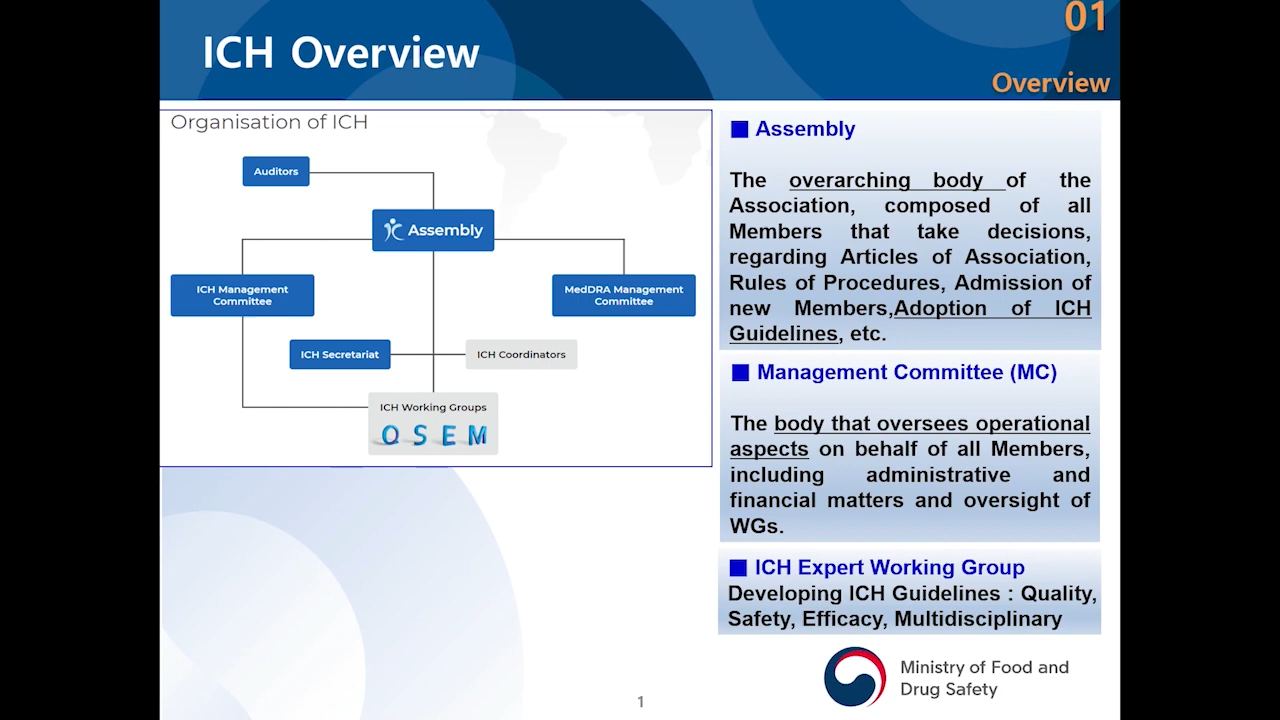 ICH Overview
01
Overview
Organisation of ICH
Auditors
Assembly
ICH Management
Committee
MedDRA Management
Committee
ICH Secretariat
ICH Coordinators
ICH Working Groups
Q S E M
■ Assembly
The overarching body of the
Association, composed of all
Members that take decisions,
regarding Articles of Association,
Rules of Procedures, Admission of
new Members,Adoption of ICH
Guidelines, etc.
■ Management Committee (MC)
The body that oversees operational
aspects on behalf of all Members,
including administrative and
financial matters and oversight of
WGs.
■ ICH Expert Working Group
Developing ICH Guidelines : Quality,
Safety, Efficacy, Multidisciplinary
Ministry of Food and
Drug Safety
1